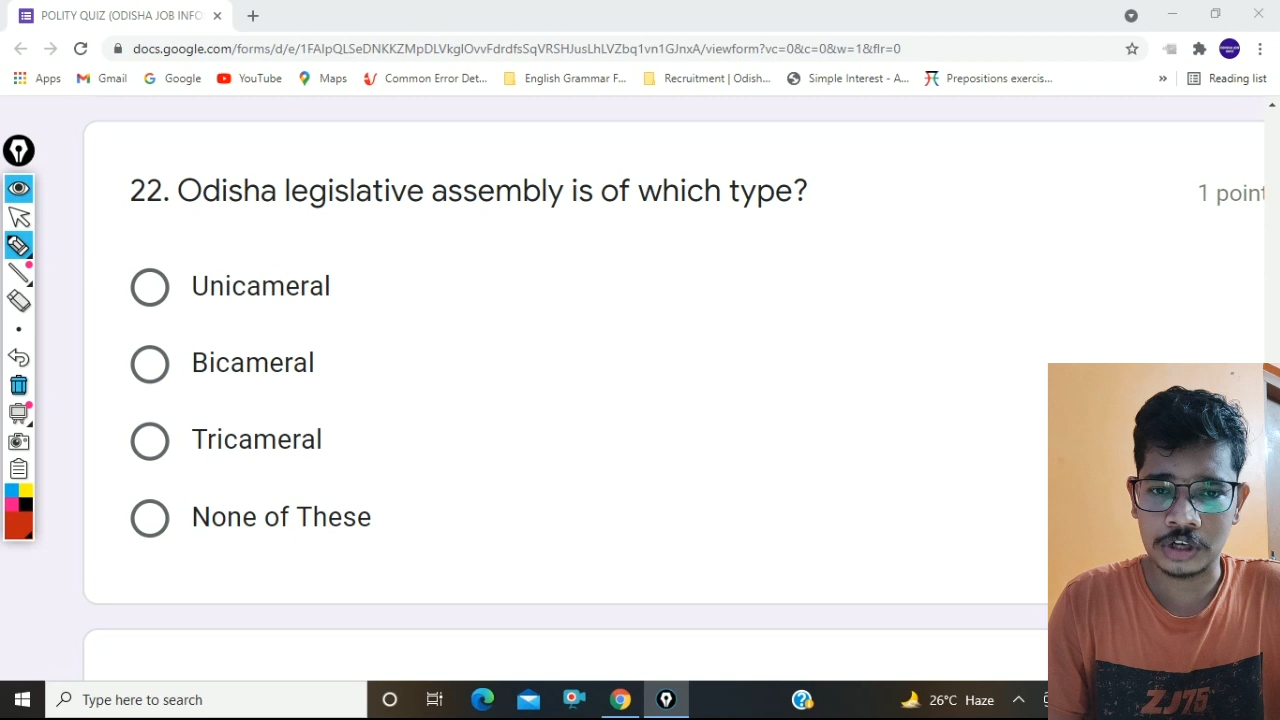 POLITY QUIZ (ODISHA JOB INFO
docs.google.com/forms/d/e/1FAIpQLSeDNKKZMpDLVkglOvvFdrdfsSqVRSHJusLhLVZbq1vn1GJnxA/viewform?vc=0&c=0&w=1&flr=0
Apps Gmail Google YouTube Maps Common Error Det... English Grammar F... Recruitment | Odish... Simple Interest - A... Prepositions exercis... » Reading list
22. Odisha legislative assembly is of which type?
1 point
Unicameral
Bicameral
Tricameral
None of These
ZJ75
Type here to search
26°C Haze